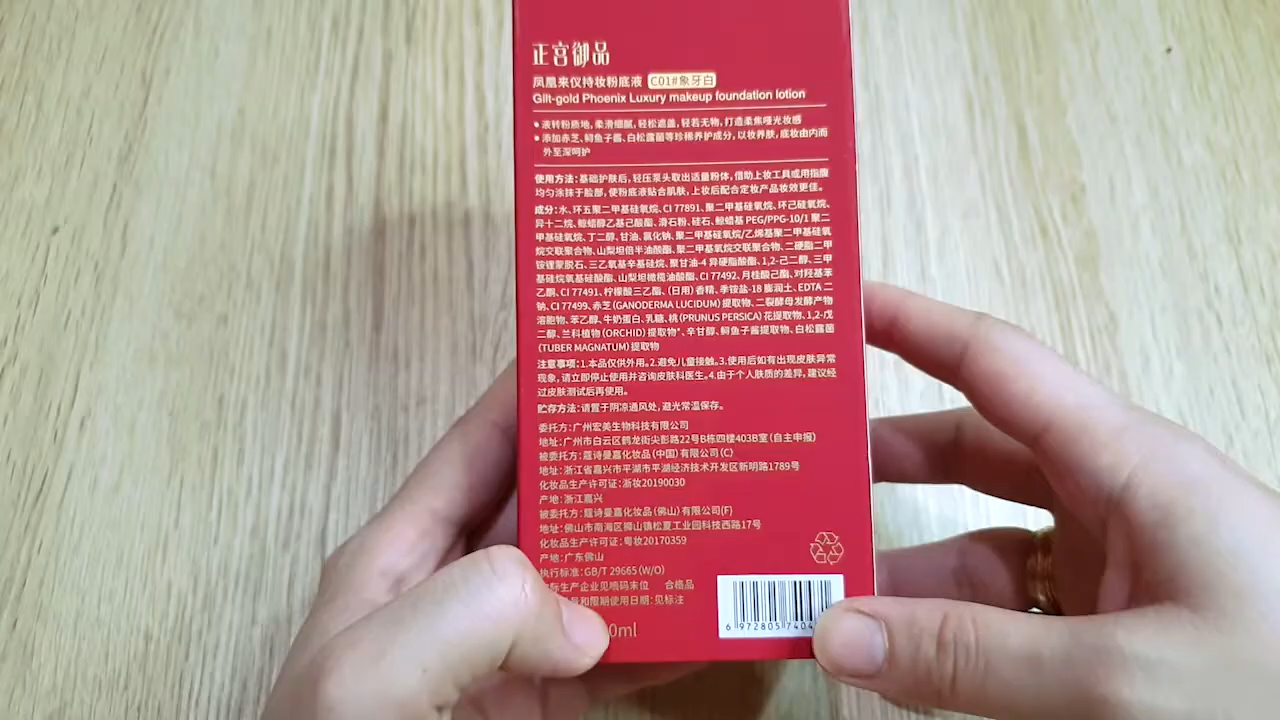 正宫御品
凤凰来仪持妆粉底液 C01#象牙白
Gilt-gold Phoenix Luxury makeup foundation lotion
• 液转粉质地,柔滑细腻,轻松遮盖,轻若无物,打造柔焦哑光妆感
• 添加赤芝、鲟鱼子酱、白松露菌等珍稀养护成分,以妆养肤,底妆由内而
外至深呵护
使用方法:基础护肤后,轻压泵头取出适量粉体,借助上妆工具或用指腹
均匀涂抹于脸部,使粉底液贴合肌肤,上妆后配合定妆产品妆效更佳。
成分:水、环五聚二甲基硅氧烷、CI 77891、聚二甲基硅氧烷、环己硅氧烷、
异十二烷、鲸蜡醇乙基己酸酯、滑石粉、硅石、鲸蜡基 PEG/PPG-10/1 聚二
甲基硅氧烷、丁二醇、甘油、氯化钠、聚二甲基硅氧烷/乙烯基聚二甲基硅氧
烷交联聚合物、山梨坦倍半油酸酯、聚二甲基氧烷交联聚合物、二硬脂二甲
铵锂蒙脱石、三乙氧基辛基硅烷、聚甘油-4 异硬脂酸酯、1,2-己二醇、三甲
基硅烷氧基硅酸酯、山梨坦橄榄油酸酯、CI 77492、月桂酸己酯、对羟基苯
乙酮、CI 77491、柠檬酸三乙酯、(日用)香精、季铵盐-18 膨润土、EDTA 二
钠、CI 77499、赤芝(GANODERMA LUCIDUM)提取物、二裂酵母发酵产物
溶胞物、苯乙醇、牛奶蛋白、乳糖、桃(PRUNUS PERSICA)花提取物、1,2-戊
二醇、兰科植物(ORCHID)提取物*、辛甘醇、鲟鱼子酱提取物、白松露菌
(TUBER MAGNATUM)提取物
注意事项:1.本品仅供外用。2.避免儿童接触。3.使用后如有出现皮肤异常
现象,请立即停止使用并咨询皮肤科医生。4.由于个人肤质的差异,建议经
过皮肤测试后再使用。
贮存方法:请置于阴凉通风处,避光常温保存。
委托方:广州宏美生物科技有限公司
地址:广州市白云区鹤龙街尖彭路22号B栋四楼403B室(自主申报)
被委托方:蔻诗曼嘉化妆品(中国)有限公司(C)
地址:浙江省嘉兴市平湖市平湖经济技术开发区新明路1789号
化妆品生产许可证:浙妆20190030
产地:浙江嘉兴
被委托方:蔻诗曼嘉化妆品(佛山)有限公司(F)
地址:佛山市南海区狮山镇松夏工业园科技西路17号
化妆品生产许可证:粤妆20170359
产地:广东佛山
执行标准:GB/T 29665(W/O)
际生产企业见喷码末位 合格品
和限期使用日期:见标注
0ml
6 972805 740